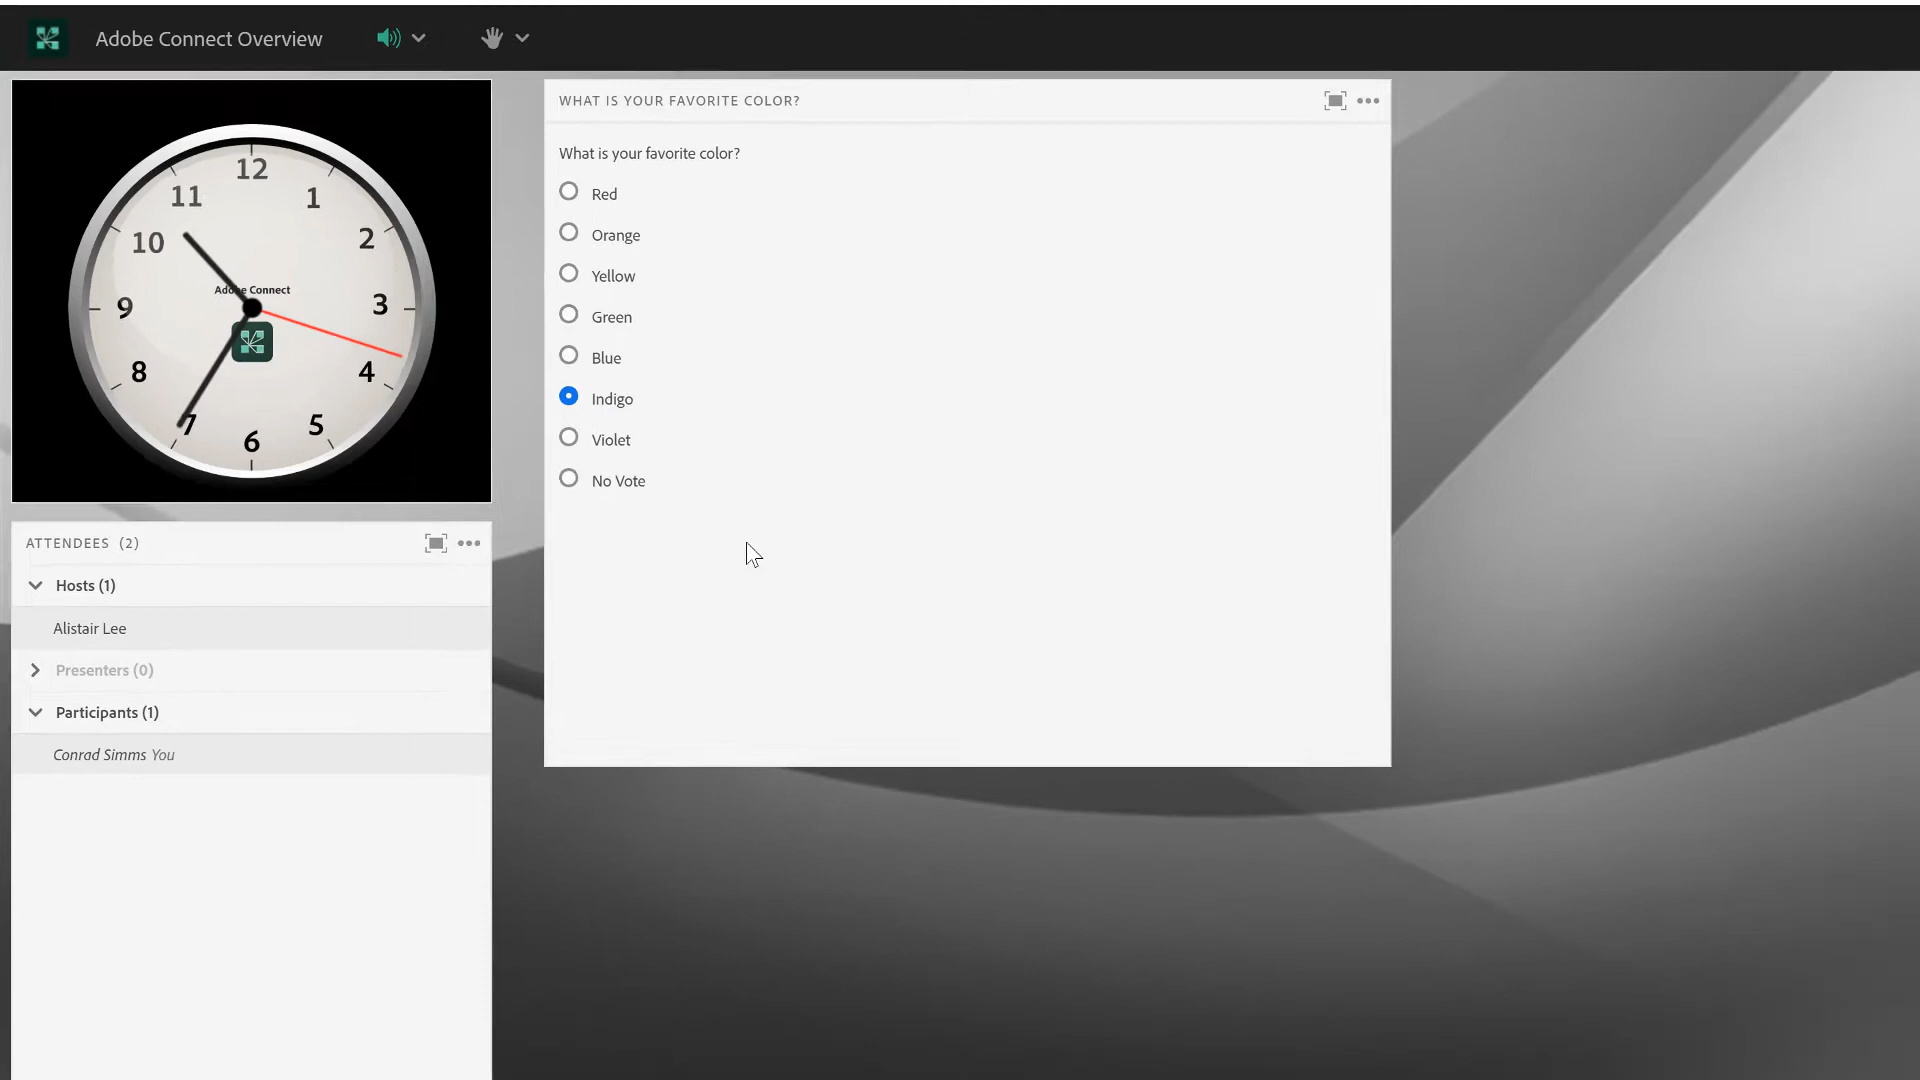 Adobe Connect Overview
12
1
2
3
4
5
6
7
8
9
10
11
Adobe Connect
WHAT IS YOUR FAVORITE COLOR?
What is your favorite color?
Red
Orange
Yellow
Green
Blue
Indigo
Violet
No Vote
ATTENDEES (2)
Hosts (1)
Alistair Lee
Presenters (0)
Participants (1)
Conrad Simms You